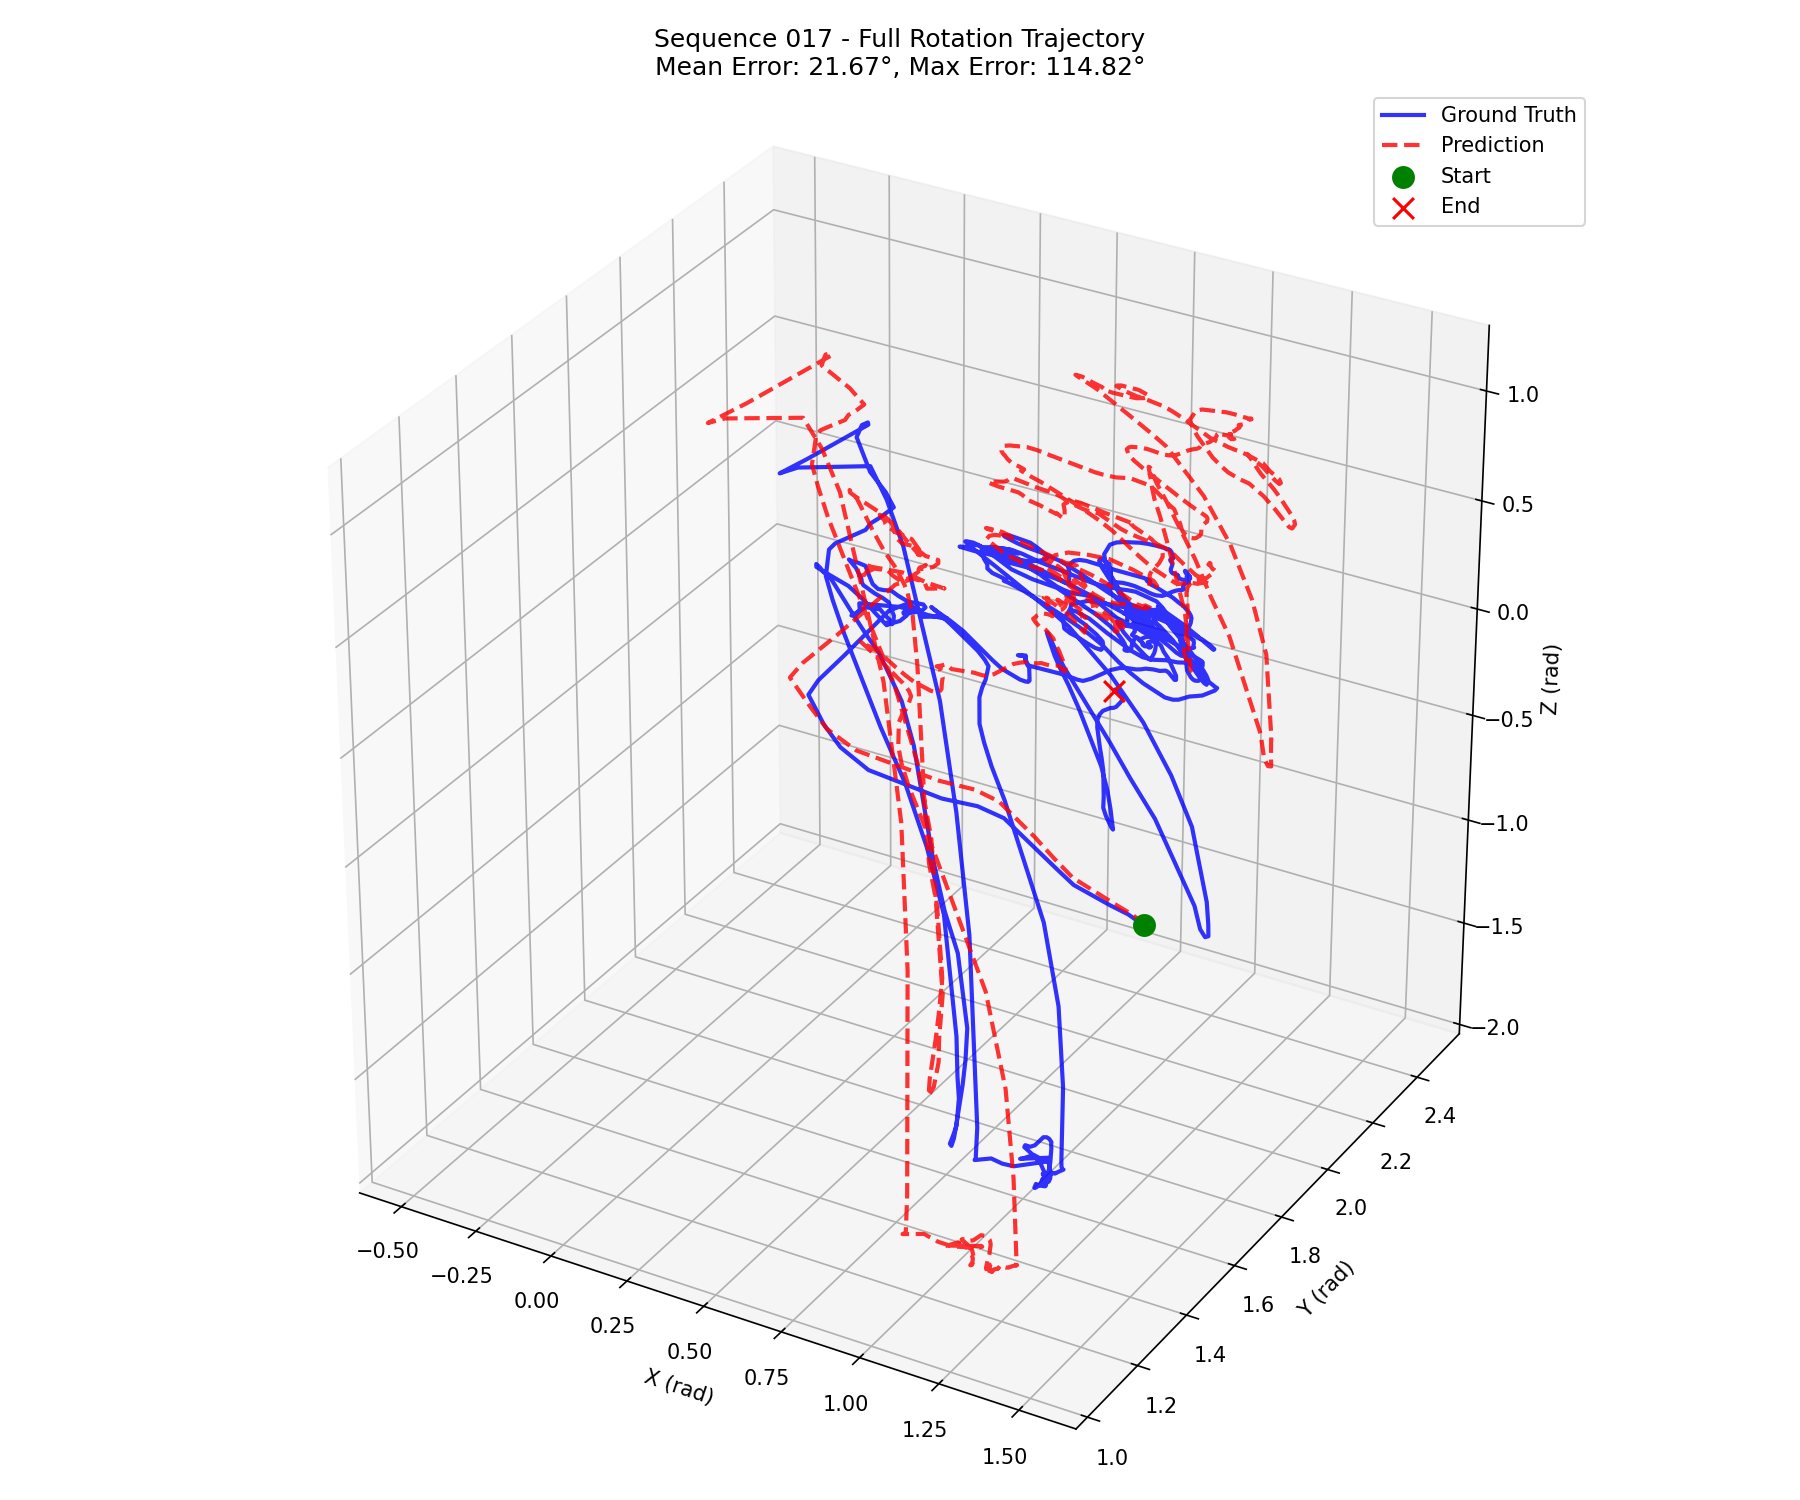 Sequence 017 - Full Rotation Trajectory
Mean Error: 21.67°, Max Error: 114.82°
Ground Truth
Prediction
Start
End
1.0
0.5
0.0
−0.5
−1.0
−1.5
−2.0
Z (rad)
2.4
2.2
2.0
1.8
1.6
1.4
1.2
1.0
Y (rad)
−0.50
−0.25
0.00
0.25
0.50
0.75
1.00
1.25
1.50
X (rad)